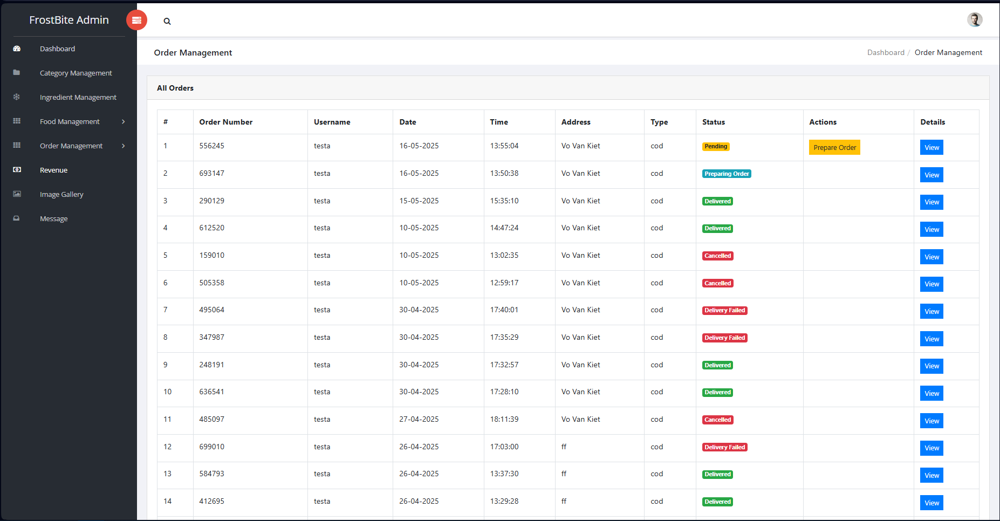 FrostBite Admin
Dashboard
Category Management
Ingredient Management
Food Management
Order Management
Revenue
Image Gallery
Message
Order Management
Dashboard / Order Management
All Orders
# Order Number Username Date Time Address Type Status Actions Details
1 556245 testa 16-05-2025 13:55:04 Vo Van Kiet cod Pending Prepare Order View
2 693147 testa 16-05-2025 13:50:38 Vo Van Kiet cod Preparing Order View
3 290129 testa 15-05-2025 15:35:10 Vo Van Kiet cod Delivered View
4 612520 testa 10-05-2025 14:47:24 Vo Van Kiet cod Delivered View
5 159010 testa 10-05-2025 13:02:35 Vo Van Kiet cod Cancelled View
6 505358 testa 10-05-2025 12:59:17 Vo Van Kiet cod Cancelled View
7 495064 testa 30-04-2025 17:40:01 Vo Van Kiet cod Delivery Failed View
8 347987 testa 30-04-2025 17:35:29 Vo Van Kiet cod Delivery Failed View
9 248191 testa 30-04-2025 17:32:57 Vo Van Kiet cod Delivered View
10 636541 testa 30-04-2025 17:28:10 Vo Van Kiet cod Delivered View
11 485097 testa 27-04-2025 18:11:39 Vo Van Kiet cod Cancelled View
12 699010 testa 26-04-2025 17:03:00 ff cod Delivery Failed View
13 584793 testa 26-04-2025 13:37:30 ff cod Delivered View
14 412695 testa 26-04-2025 13:29:28 ff cod Delivered View